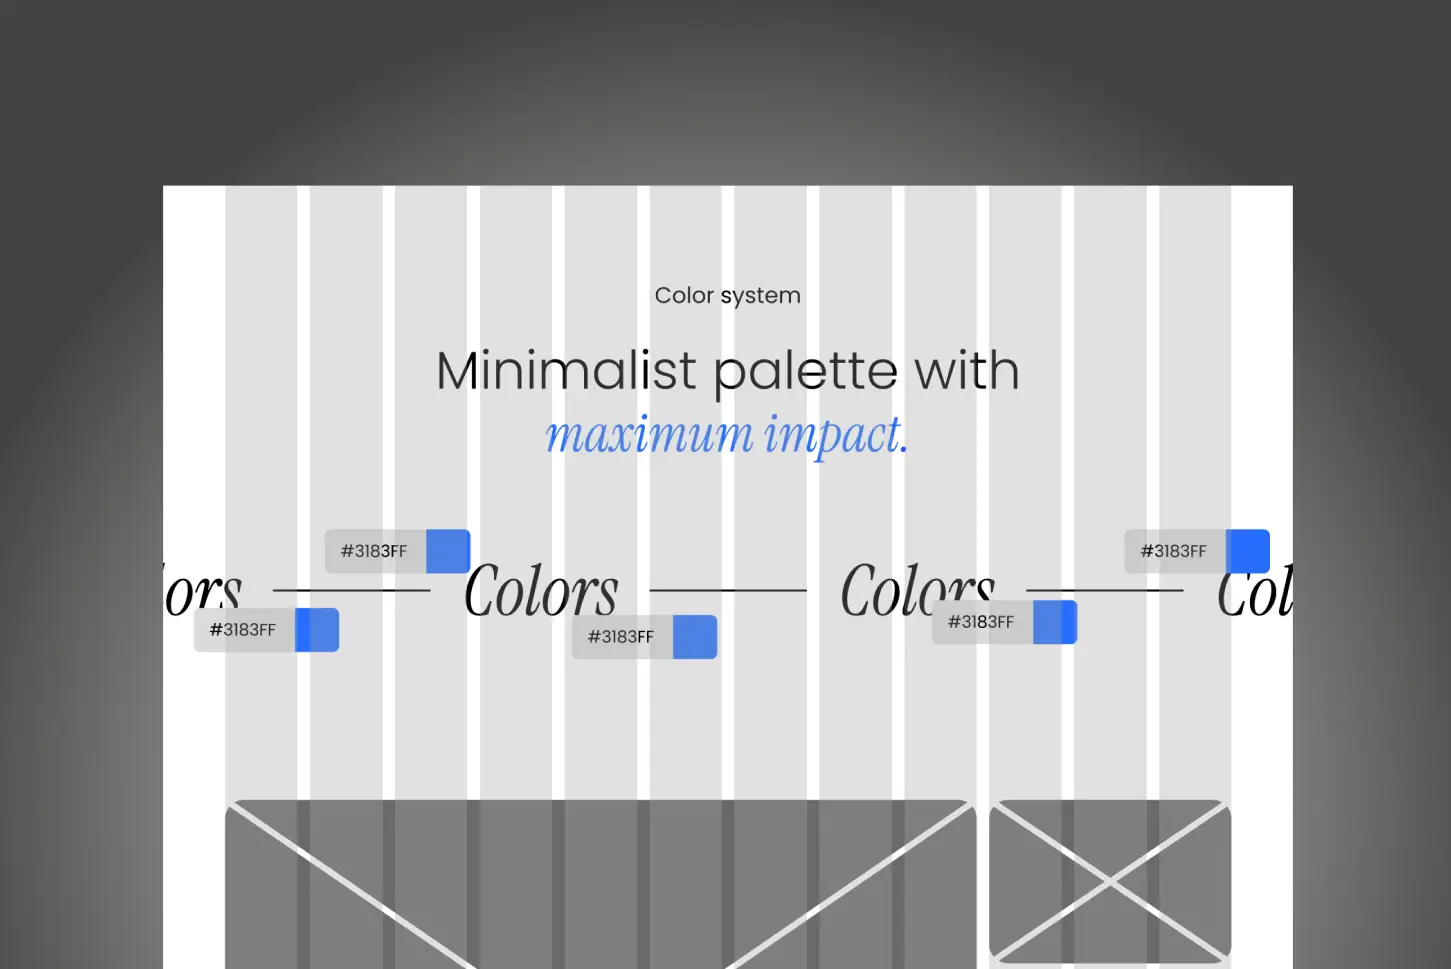 Color system
Minimalist palette with
maximum impact.
#3183FF
#3183FF
ors Colors Colors Col
#3183FF
#3183FF
#3183FF